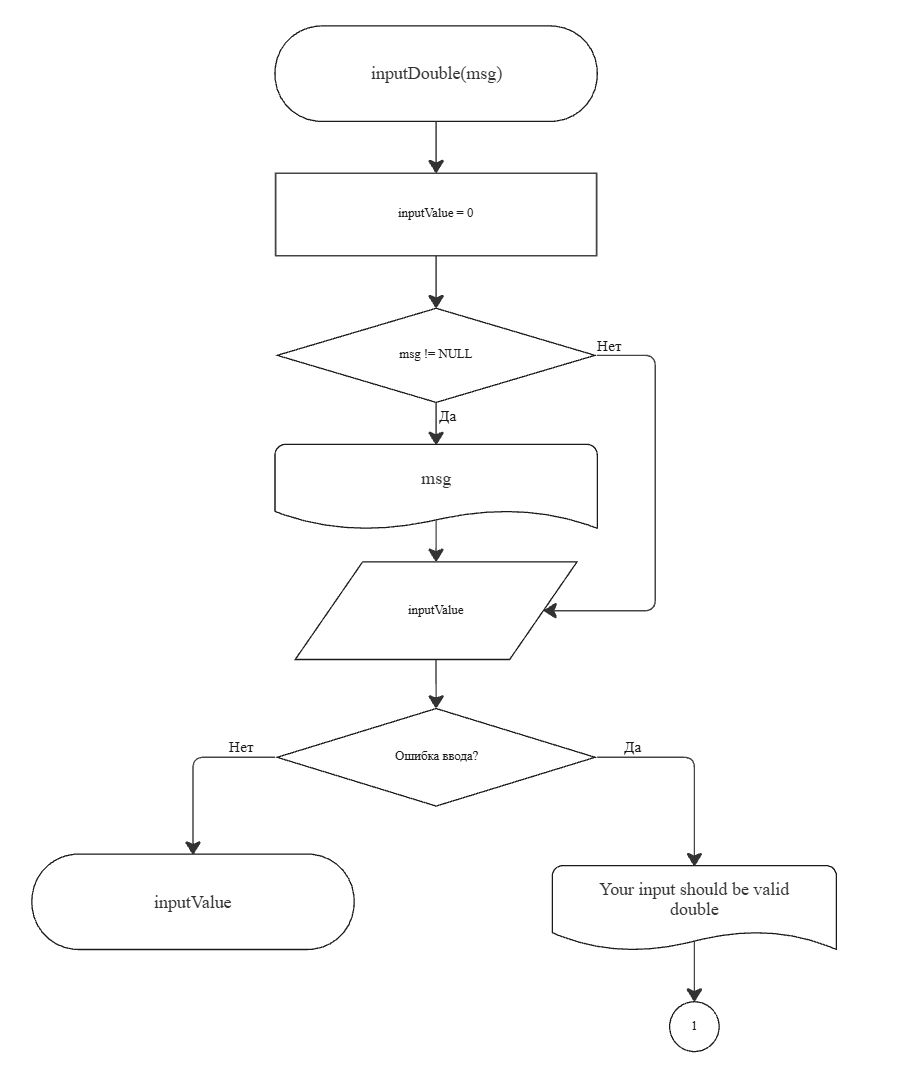 inputDouble(msg)
inputValue = 0
msg != NULL
Нет
Да
msg
inputValue
Ошибка ввода?
Нет
Да
inputValue
Your input should be valid
double
1